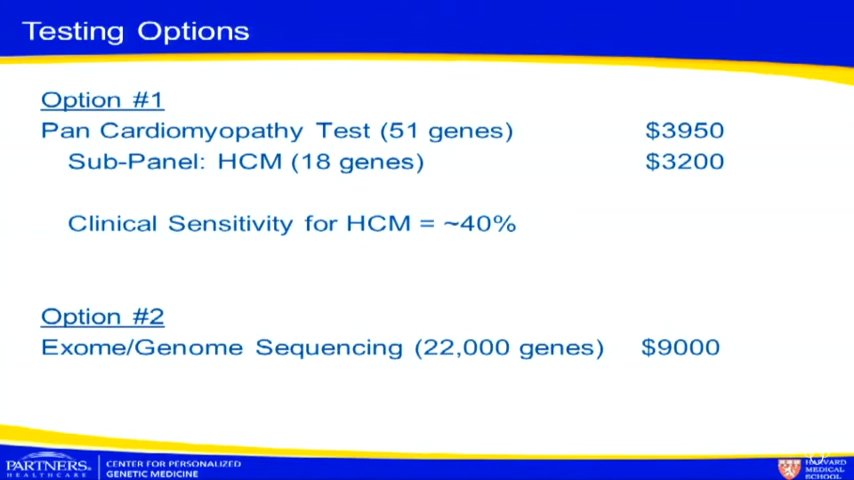 Testing Options
Option #1
Pan Cardiomyopathy Test (51 genes) $3950
Sub-Panel: HCM (18 genes) $3200
Clinical Sensitivity for HCM = ~40%
Option #2
Exome/Genome Sequencing (22,000 genes) $9000
PARTNERS.
HEALTHCARE
CENTER FOR PERSONALIZED
GENETIC MEDICINE
HARVARD
MEDICAL
SCHOOL